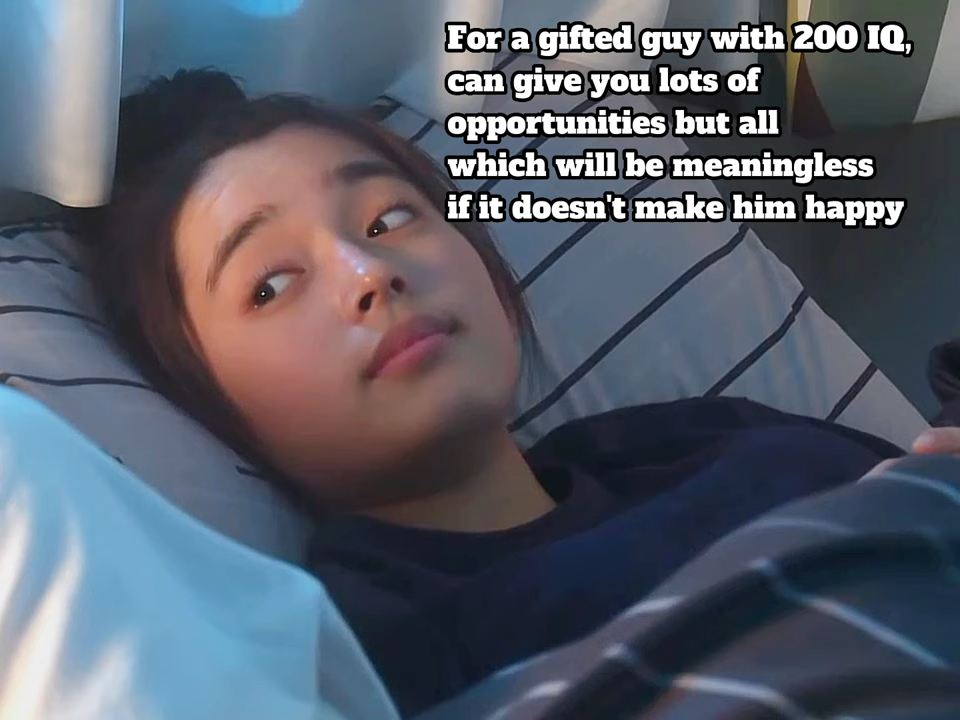 For a gifted guy with 200 IQ,
can give you lots of
opportunities but all
which will be meaningless
if it doesn't make him happy